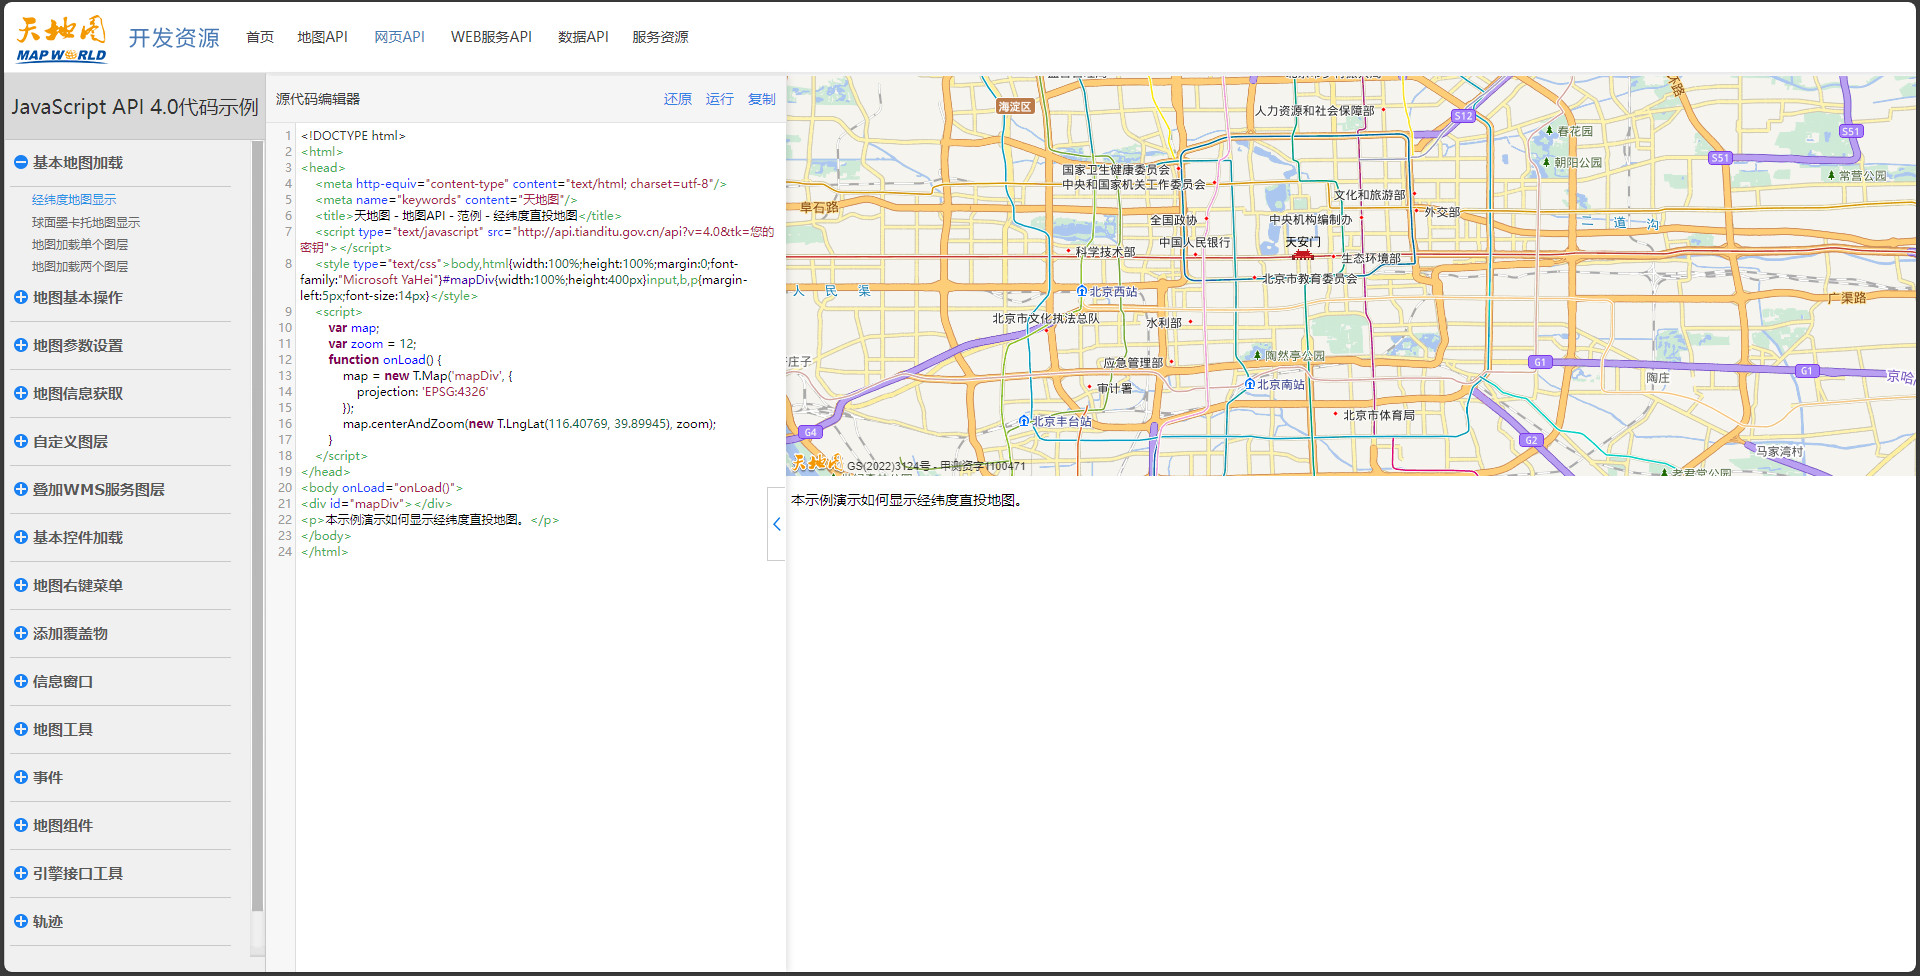 天地图
MAP WORLD
开发资源
首页
地图API
网页API
WEB服务API
数据API
服务资源
JavaScript API 4.0代码示例
基本地图加载
经纬度地图显示
球面墨卡托地图显示
地图加载单个图层
地图加载两个图层
地图基本操作
地图参数设置
地图信息获取
自定义图层
叠加WMS服务图层
基本控件加载
地图右键菜单
添加覆盖物
信息窗口
地图工具
事件
地图组件
引擎接口工具
轨迹
源代码编辑器
还原 运行 复制
1 <!DOCTYPE html>
2 <html>
3 <head>
4 <meta http-equiv="content-type" content="text/html; charset=utf-8"/>
5 <meta name="keywords" content="天地图"/>
6 <title>天地图 - 地图API - 范例 - 经纬度直投地图</title>
7 <script type="text/javascript" src="http://api.tianditu.gov.cn/api?v=4.0&tk=您的
密钥"></script>
8 <style type="text/css">body,html{width:100%;height:100%;margin:0;font-
family:"Microsoft YaHei"}#mapDiv{width:100%;height:400px}input,b,p{margin-
left:5px;font-size:14px}</style>
9 <script>
10 var map;
11 var zoom = 12;
12 function onLoad() {
13 map = new T.Map('mapDiv', {
14 projection: 'EPSG:4326'
15 });
16 map.centerAndZoom(new T.LngLat(116.40769, 39.89945), zoom);
17 }
18 </script>
19 </head>
20 <body onLoad="onLoad()">
21 <div id="mapDiv"></div>
22 <p>本示例演示如何显示经纬度直投地图。</p>
23 </body>
24 </html>
海淀区
人力资源和社会保障部
S12
春花园
S51
S51
朝阳公园
常营公园
国家卫生健康委员会
中央和国家机关工作委员会
文化和旅游部
阜石路
全国政协
中央机构编制办
外交部
二道沟
中国人民银行
天安门
科学技术部
生态环境部
北京市教育委员会
人民渠
北京西站
广渠路
北京市文化执法总队
水利部
陶然亭公园
庄子
应急管理部
G1
G1
京哈
陶庄
北京南站
审计署
北京市体育局
北京丰台站
G4
G2
马家湾村
老君堂公园
天地图
GS(2022)3124号 - 甲测资字1100471
本示例演示如何显示经纬度直投地图。